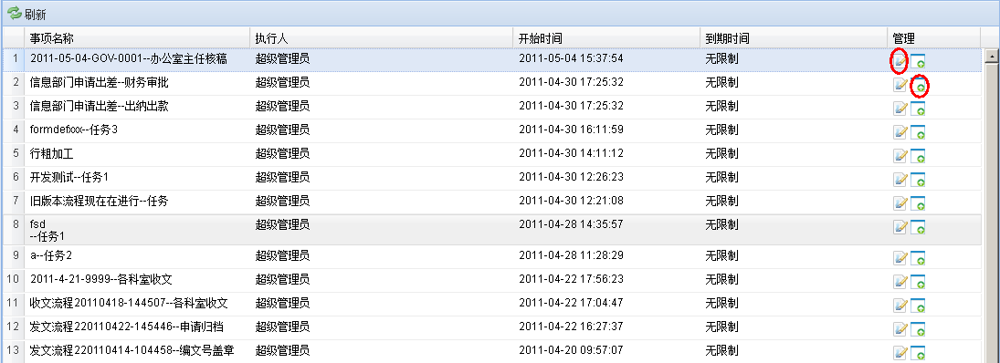 刷新
事项名称 执行人 开始时间 到期时间 管理
1 2011-05-04-GOV-0001--办公室主任核稿 超级管理员 2011-05-04 15:37:54 无限制
2 信息部门申请出差--财务审批 超级管理员 2011-04-30 17:25:32 无限制
3 信息部门申请出差--出纳出款 超级管理员 2011-04-30 17:25:32 无限制
4 formdefxxx--任务3 超级管理员 2011-04-30 16:11:59 无限制
5 行粗加工 超级管理员 2011-04-30 14:11:12 无限制
6 开发测试--任务1 超级管理员 2011-04-30 12:26:23 无限制
7 旧版本流程现在在进行--任务 超级管理员 2011-04-30 12:21:08 无限制
8 fsd 超级管理员 2011-04-28 14:35:57 无限制
--任务1
9 a--任务2 超级管理员 2011-04-28 11:28:29 无限制
10 2011-4-21-9999--各科室收文 超级管理员 2011-04-22 17:56:23 无限制
11 收文流程20110418-144507--各科室收文 超级管理员 2011-04-22 17:04:47 无限制
12 发文流程220110422-145446--申请归档 超级管理员 2011-04-22 16:27:37 无限制
13 发文流程220110414-104458--编文号盖章 超级管理员 2011-04-20 09:57:07 无限制